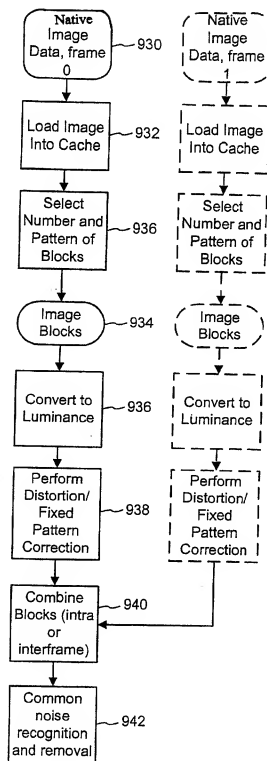 Native
Image
Data, frame
0
930
Load Image
Into Cache
932
Select
Number and
Pattern of
Blocks
936
Image
Blocks
934
Convert to
Luminance
936
Perform
Distortion/
Fixed
Pattern
Correction
938
Combine
Blocks (intra
or
interframe)
940
Common
noise
recognition
and removal
942
Native
Image
Data, frame
1
Load Image
Into Cache
Select
Number and
Pattern of
Blocks
Image
Blocks
Convert to
Luminance
Perform
Distortion/
Fixed
Pattern
Correction